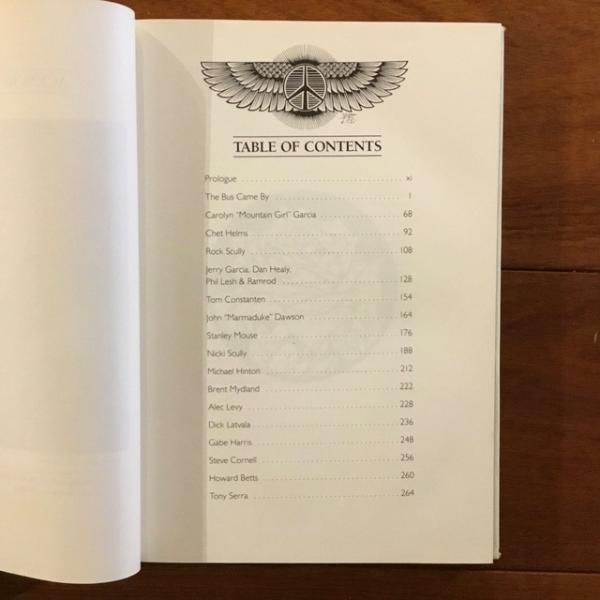 TABLE OF CONTENTS
Prologue xi
The Bus Came By 1
Carolyn "Mountain Girl" Garcia 68
Chet Helms 92
Rock Scully 108
Jerry Garcia, Dan Healy,
Phil Lesh & Ramrod 128
Tom Constanten 154
John "Marmaduke" Dawson 164
Stanley Mouse 176
Nicki Scully 188
Michael Hinton 212
Brent Mydland 222
Alec Levy 228
Dick Latvala 236
Gabe Harris 248
Steve Cornell 256
Howard Betts 260
Tony Serra 264